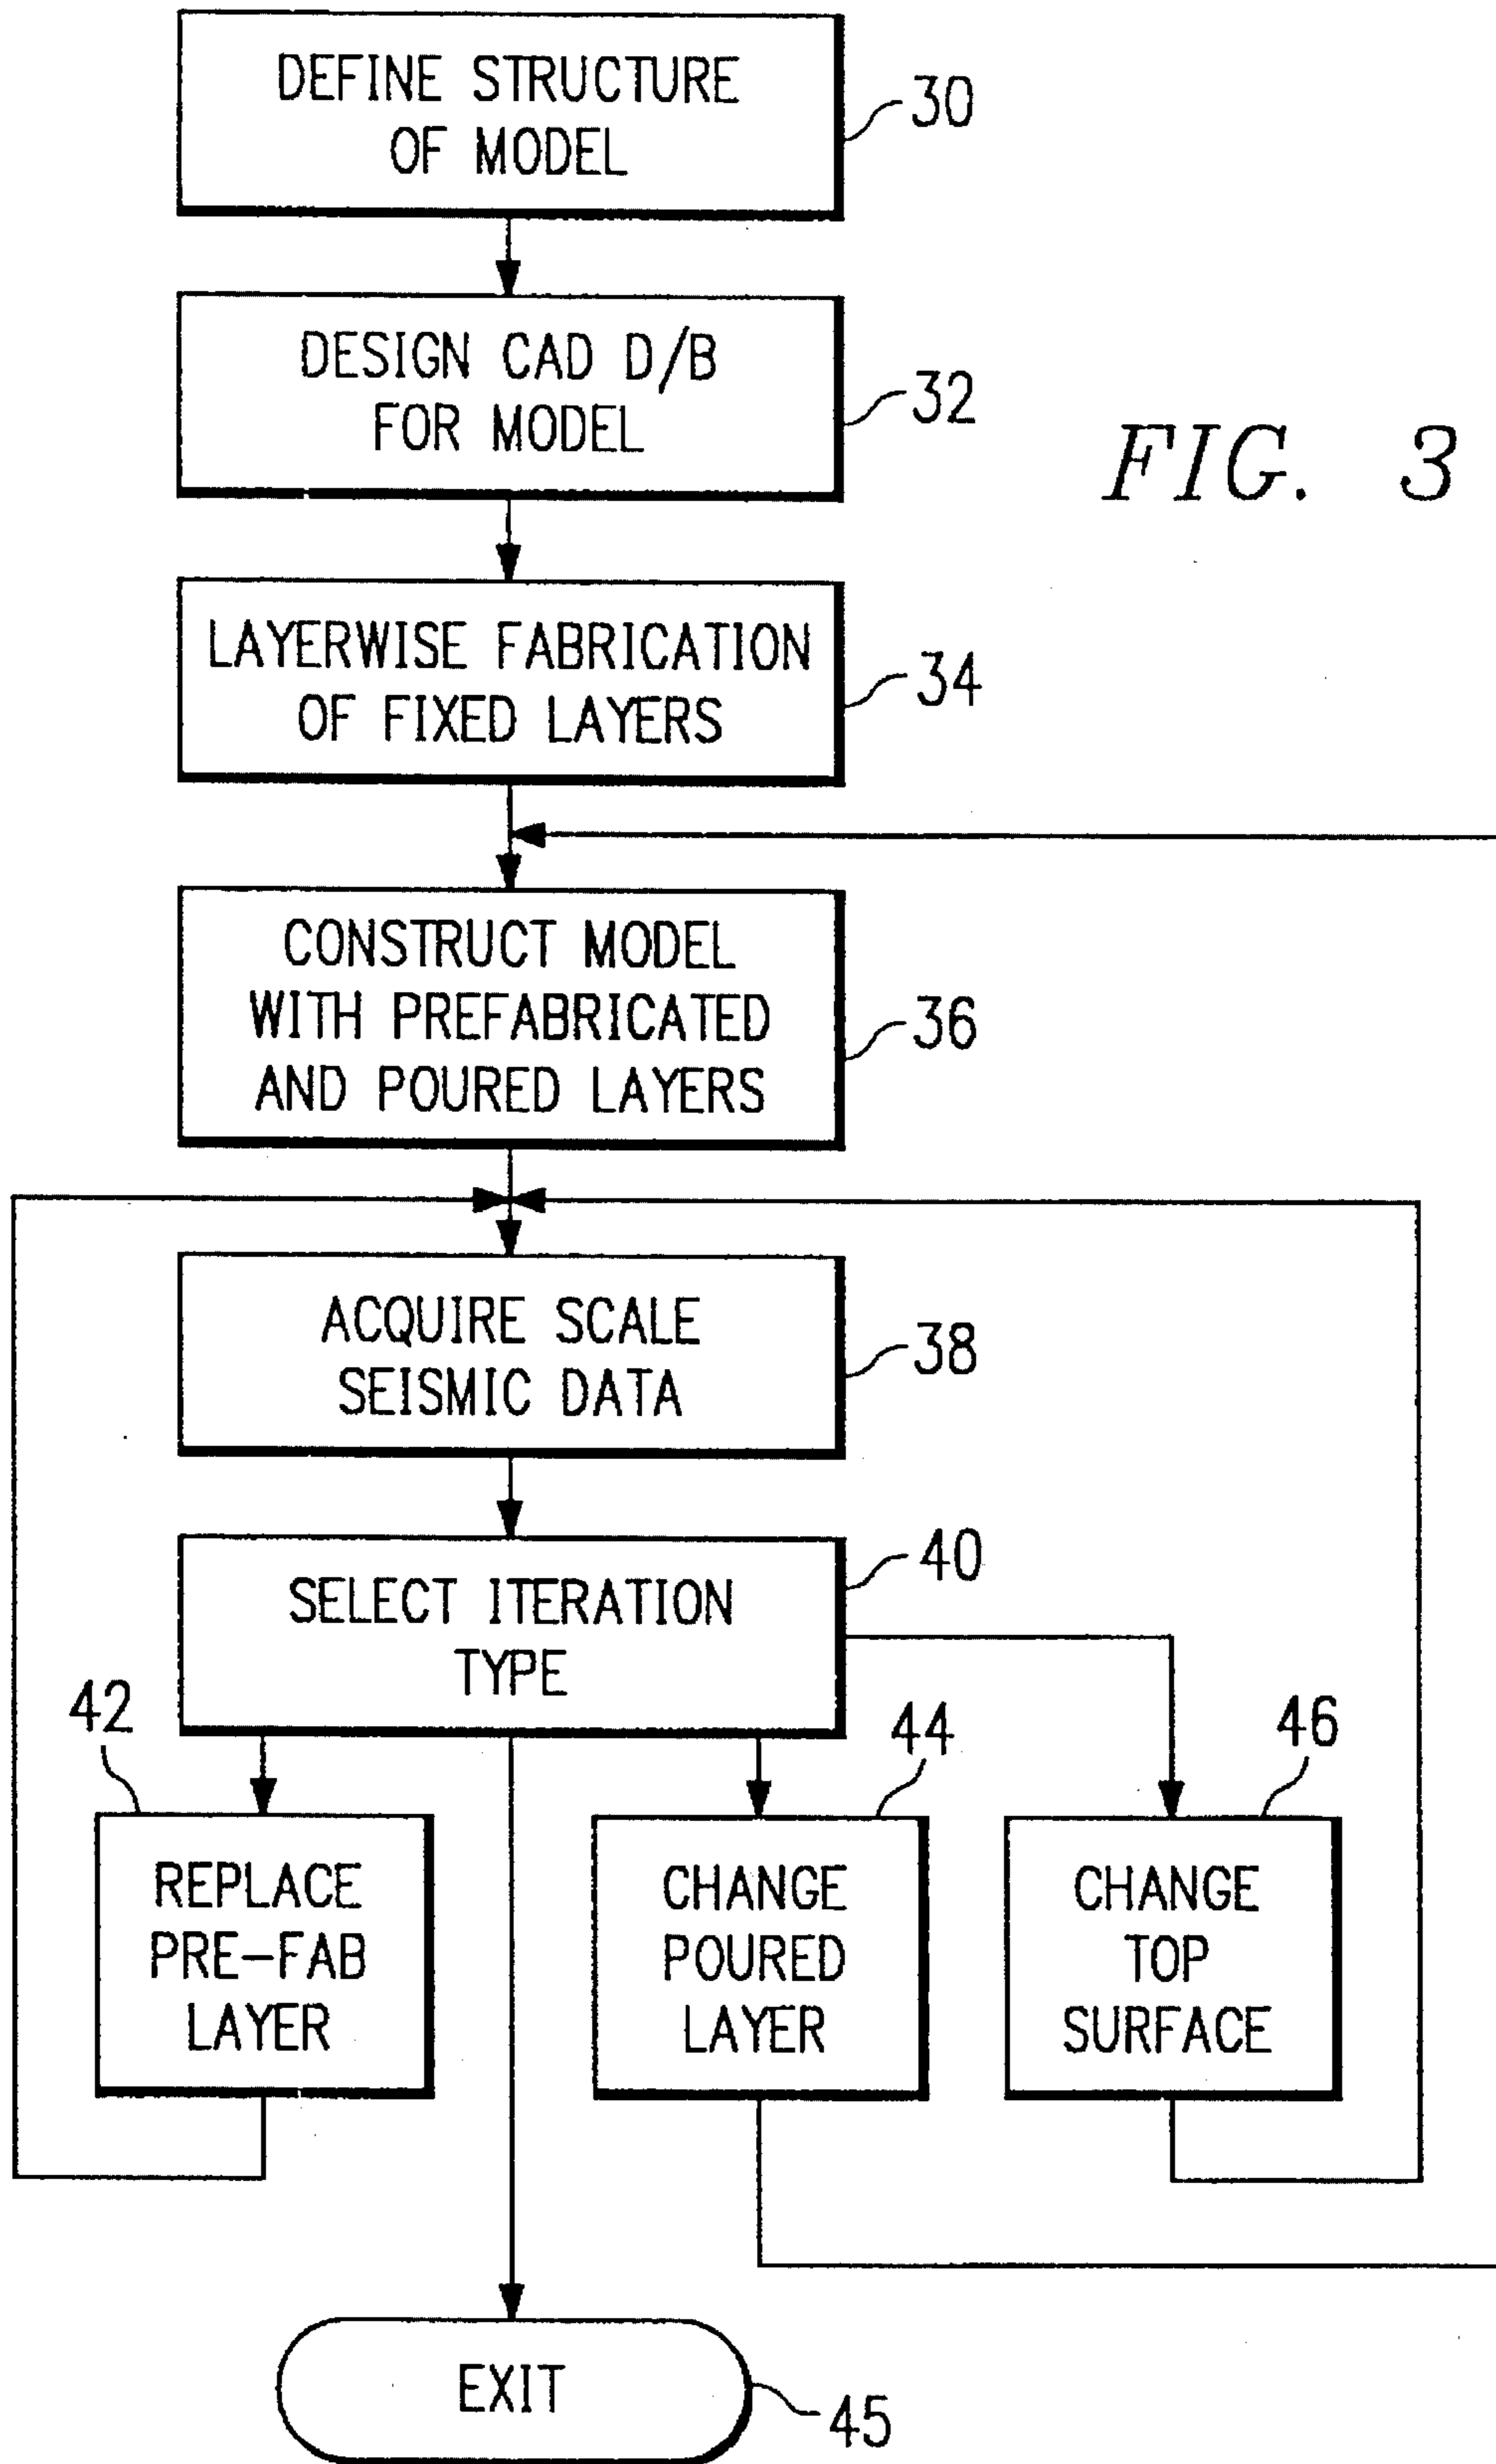 DEFINE STRUCTURE
OF MODEL
30
DESIGN CAD D/B
FOR MODEL
32
FIG. 3
LAYERWISE FABRICATION
OF FIXED LAYERS
34
CONSTRUCT MODEL
WITH PREFABRICATED
AND POURED LAYERS
36
ACQUIRE SCALE
SEISMIC DATA
38
SELECT ITERATION
TYPE
40
42
44
46
REPLACE
PRE-FAB
LAYER
CHANGE
POURED
LAYER
CHANGE
TOP
SURFACE
EXIT
45